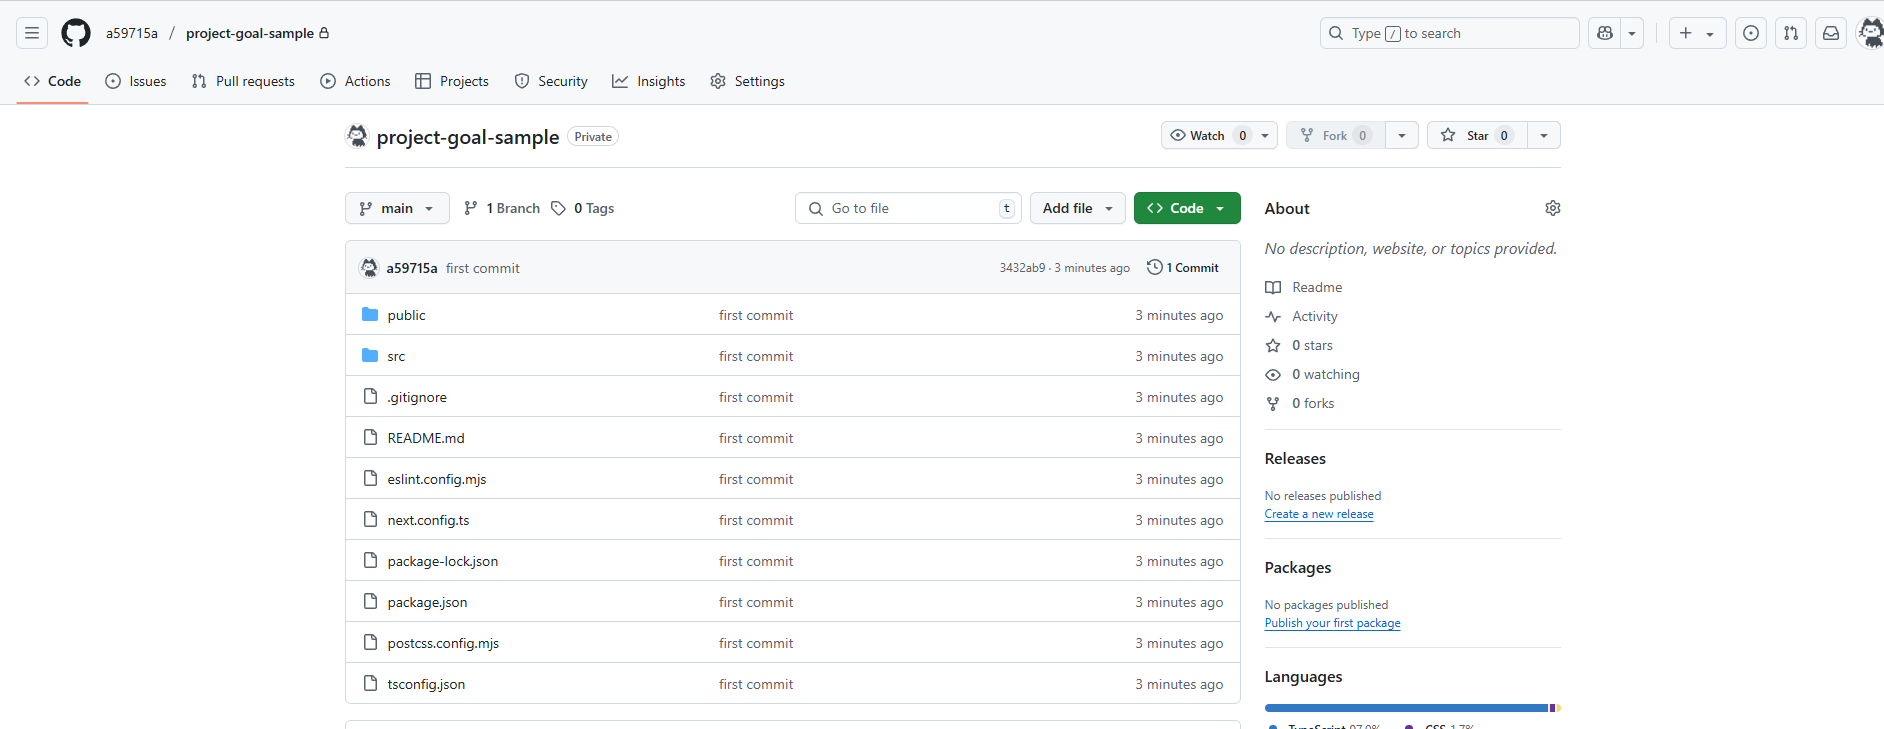 a59715a / project-goal-sample
Type / to search
Code Issues Pull requests Actions Projects Security Insights Settings
project-goal-sample Private
Watch 0 Fork 0 Star 0
main 1 Branch 0 Tags Go to file t Add file Code
a59715a first commit 3432ab9 · 3 minutes ago 1 Commit
public first commit 3 minutes ago
src first commit 3 minutes ago
.gitignore first commit 3 minutes ago
README.md first commit 3 minutes ago
eslint.config.mjs first commit 3 minutes ago
next.config.ts first commit 3 minutes ago
package-lock.json first commit 3 minutes ago
package.json first commit 3 minutes ago
postcss.config.mjs first commit 3 minutes ago
tsconfig.json first commit 3 minutes ago
About
No description, website, or topics provided.
Readme
Activity
0 stars
0 watching
0 forks
Releases
No releases published
Create a new release
Packages
No packages published
Publish your first package
Languages
TypeScript CSS 1.7%